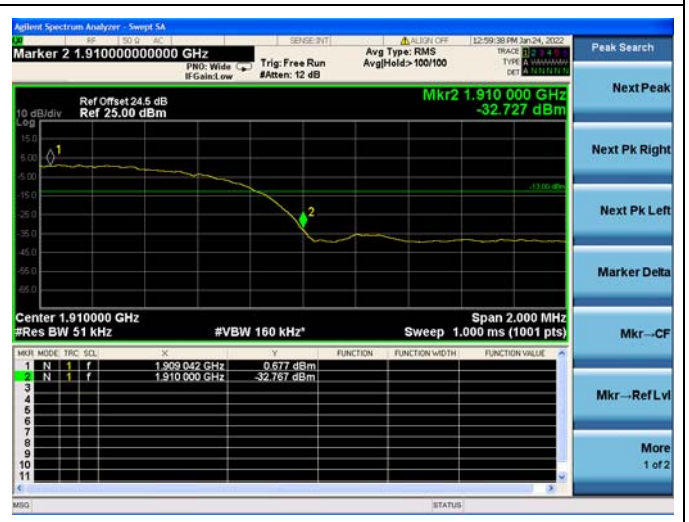 Agilent Spectrum Analyzer - Swept SA
RF 50 Ω AC SENSE:INT ALIGN OFF 12:59:38 PM Jan 24, 2022
Marker 2 1.910000000000 GHz
PNO: Wide
IFGain:Low
Trig: Free Run
#Atten: 12 dB
Avg Type: RMS
Avg|Hold:>100/100
TRACE 1 2 3 4 5 6
TYPE A
DET A N N N N N
Peak Search
Next Peak
Next Pk Right
Next Pk Left
Marker Delta
Mkr→CF
Mkr→Ref Lvl
More
1 of 2
Ref Offset 24.5 dB
Ref 25.00 dBm
10 dB/div
Log
Mkr2 1.910 000 GHz
-32.727 dBm
15.0
5.00
-5.00
-15.0
-25.0
-35.0
-45.0
-55.0
-65.0
1
2
-13.00 dBm
Center 1.910000 GHz Span 2.000 MHz
#Res BW 51 kHz #VBW 160 kHz* Sweep 1.000 ms (1001 pts)
MKR MODE TRC SCL X Y FUNCTION FUNCTION WIDTH FUNCTION VALUE
1 N 1 f 1.909 042 GHz 0.677 dBm
2 N 1 f 1.910 000 GHz -32.767 dBm
3
4
5
6
7
8
9
10
11
MSG STATUS